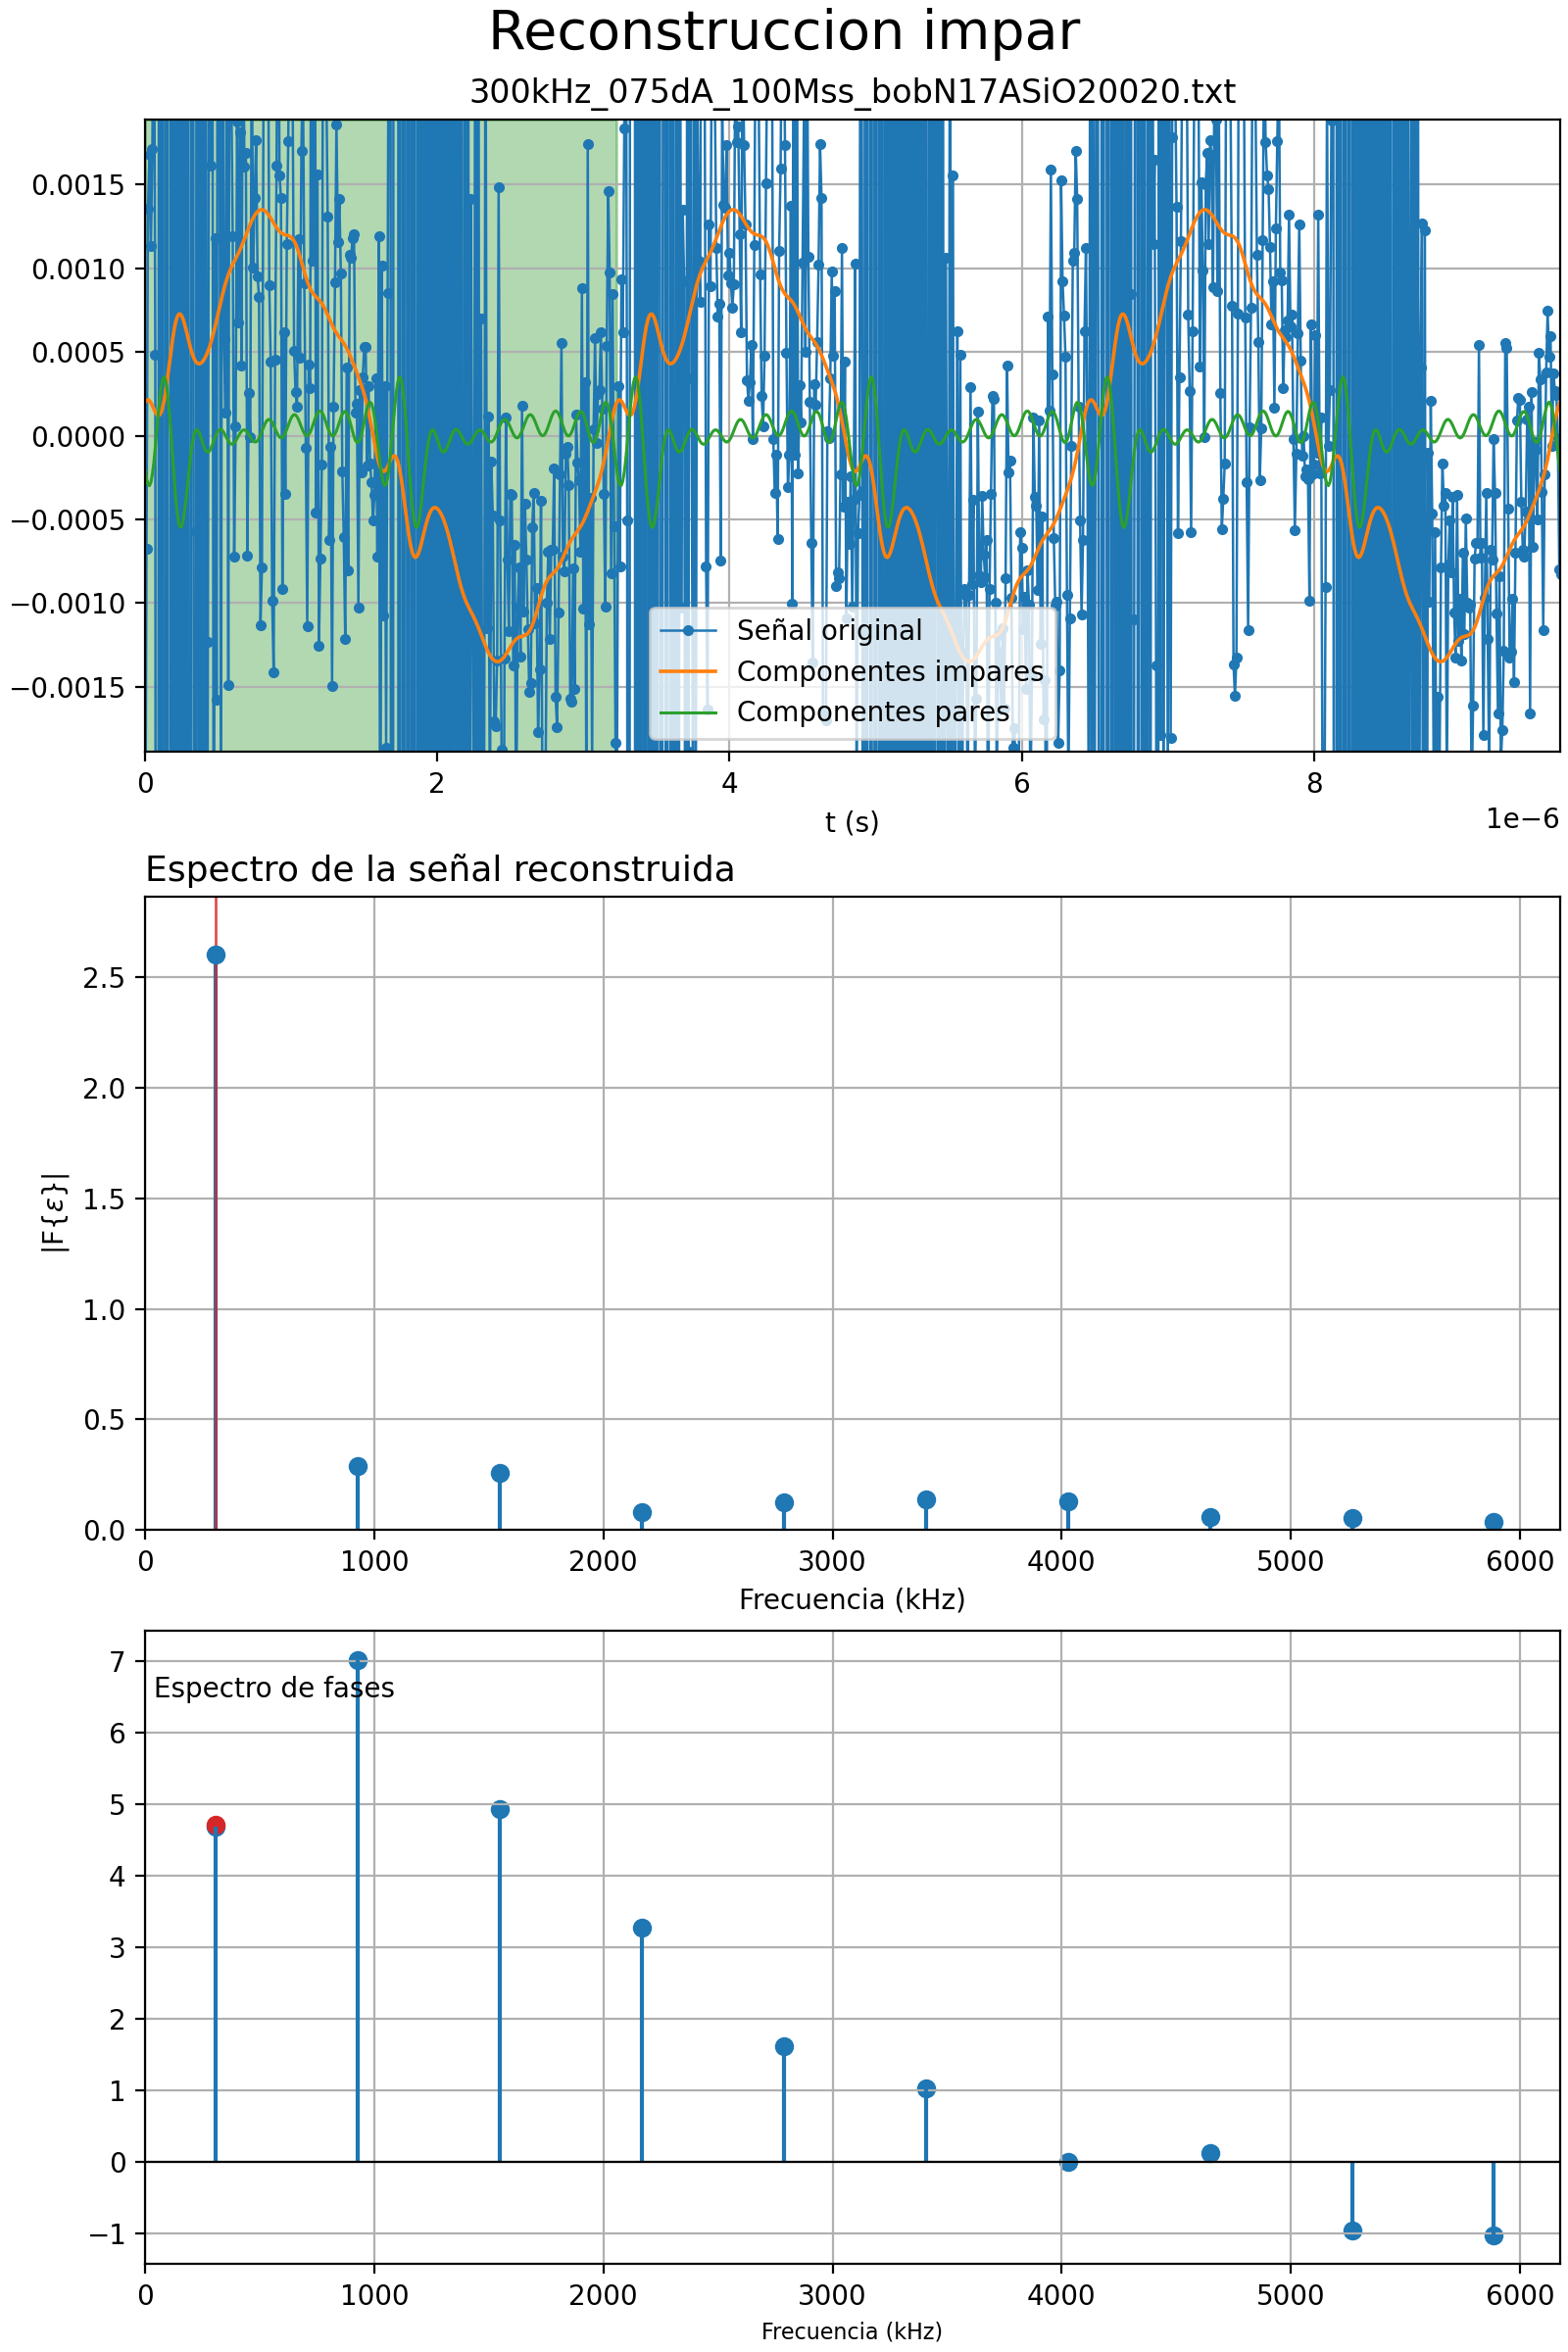 Reconstruccion impar
300kHz_075dA_100Mss_bobN17ASiO20020.txt
0.0015
0.0010
0.0005
0.0000
−0.0005
−0.0010
−0.0015
Señal original
Componentes impares
Componentes pares
0 2 4 6 8
t (s)
1e−6
Espectro de la señal reconstruida
2.5
2.0
1.5
1.0
0.5
0.0
|F{ε}|
0 1000 2000 3000 4000 5000 6000
Frecuencia (kHz)
7
Espectro de fases
6
5
4
3
2
1
0
−1
0 1000 2000 3000 4000 5000 6000
Frecuencia (kHz)